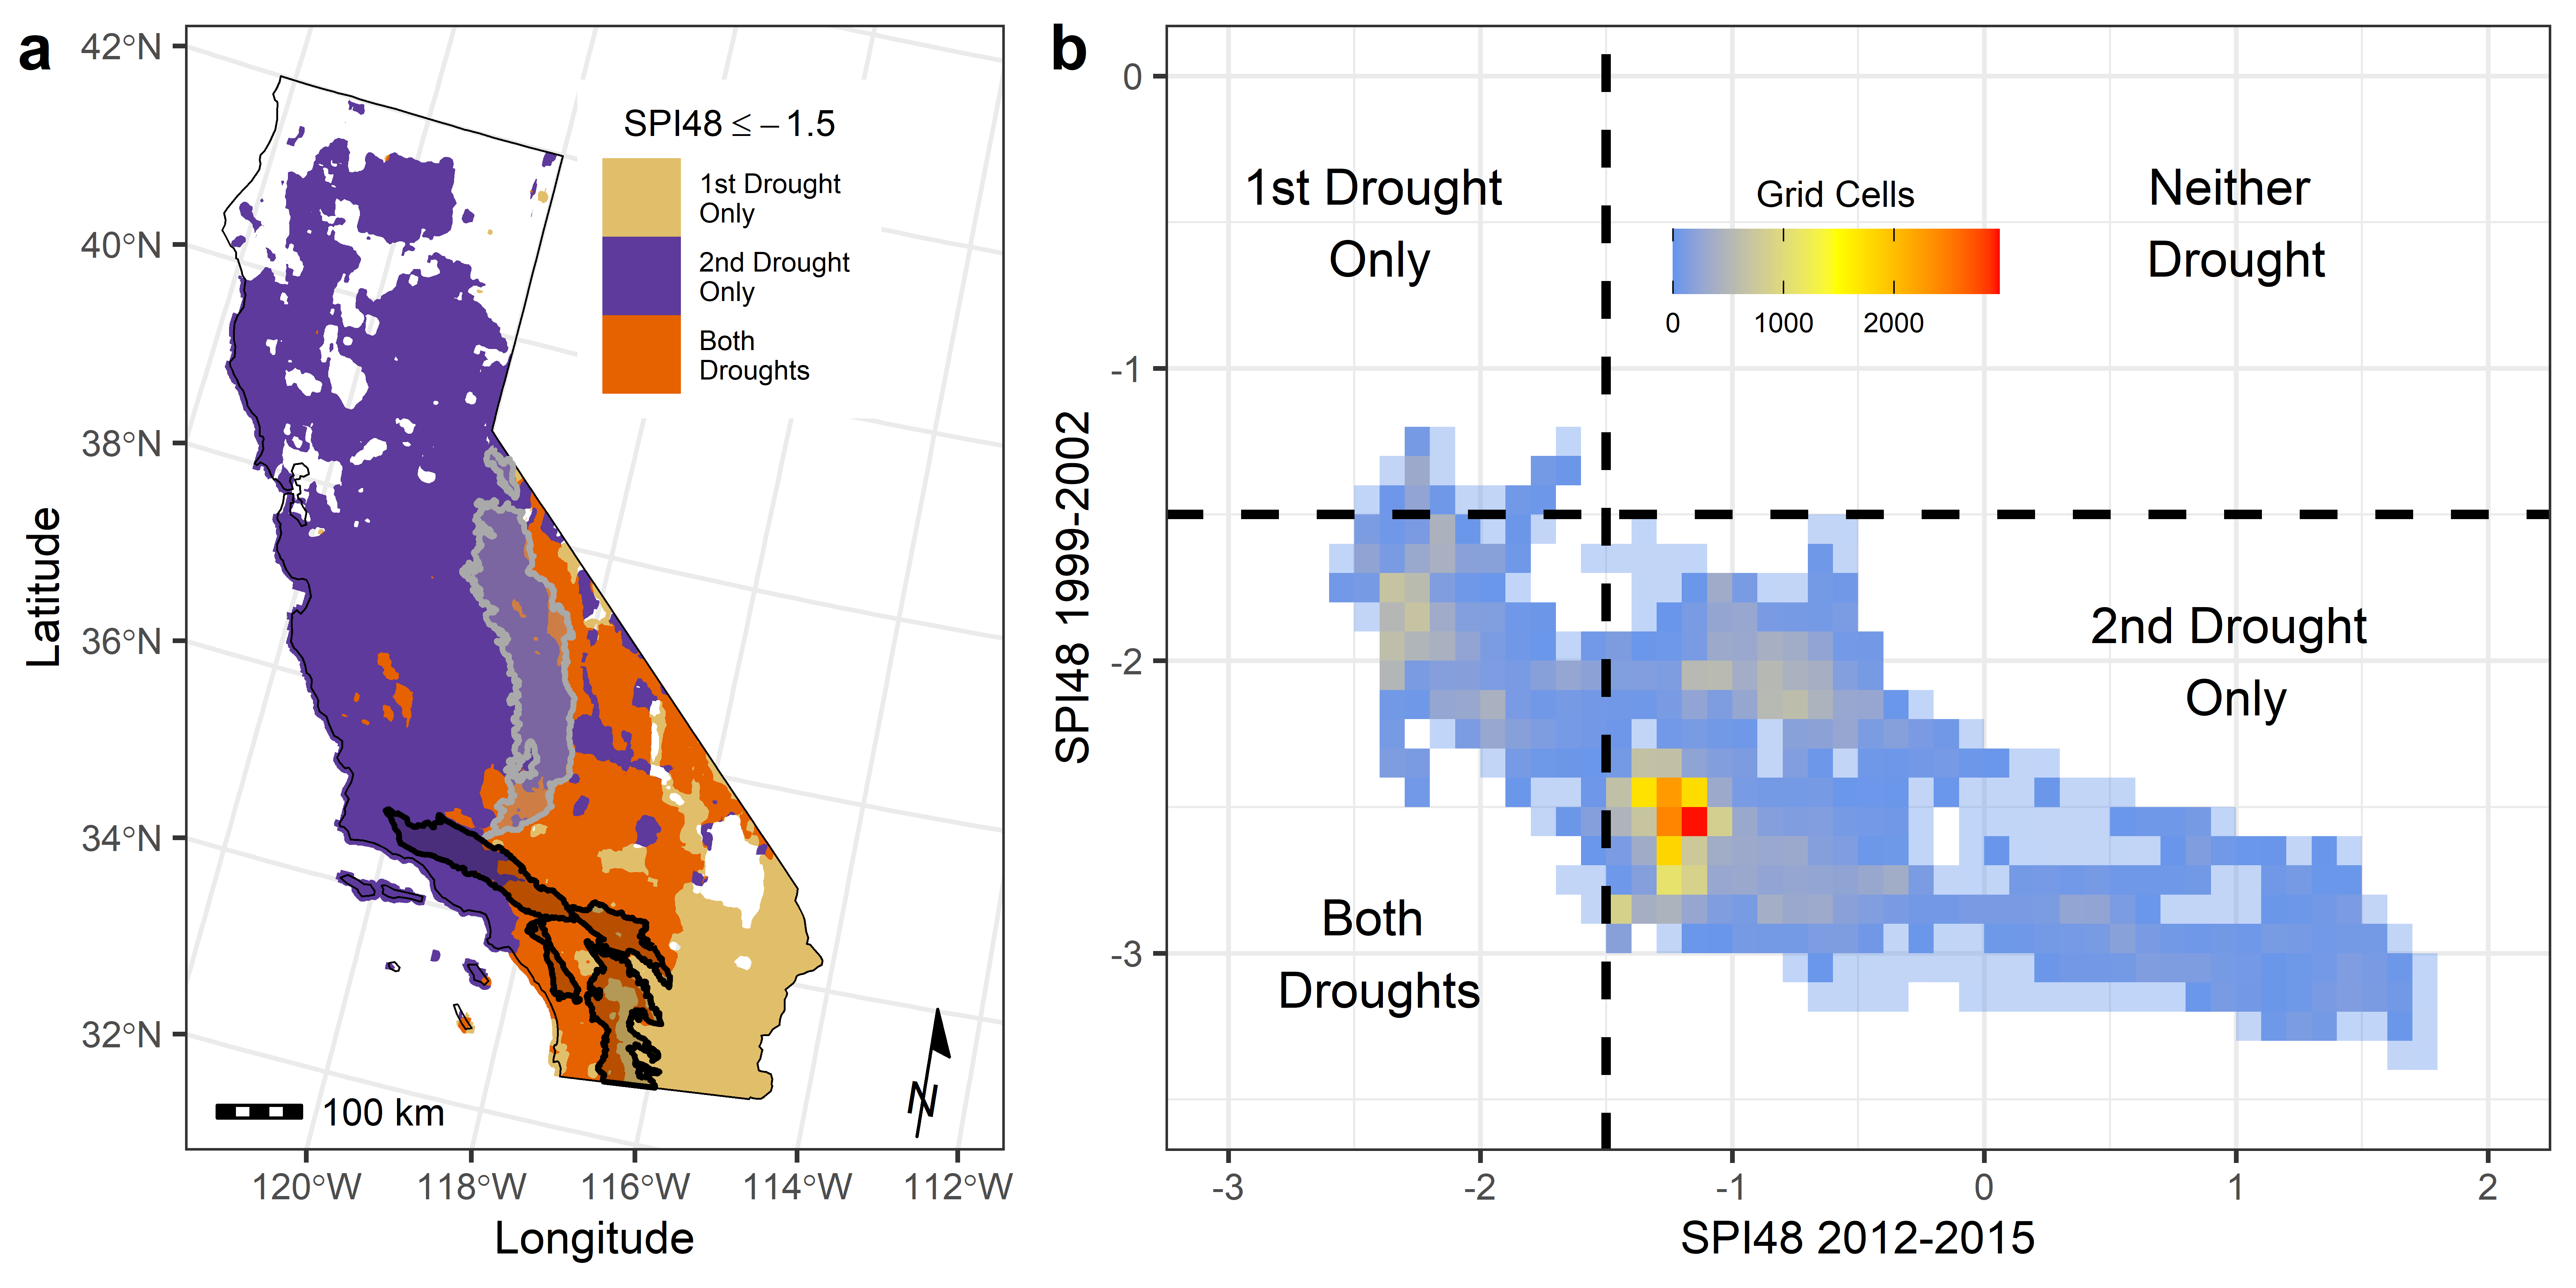 a
42°N
40°N
38°N
36°N
34°N
32°N
Latitude
SPI48 ≤ −1.5
1st Drought
Only
2nd Drought
Only
Both
Droughts
100 km
N
120°W
118°W
116°W
114°W
112°W
Longitude
b
0
-1
-2
-3
SPI48 1999-2002
1st Drought
Only
Grid Cells
0
1000
2000
Neither
Drought
2nd Drought
Only
Both
Droughts
-3
-2
-1
0
1
2
SPI48 2012-2015